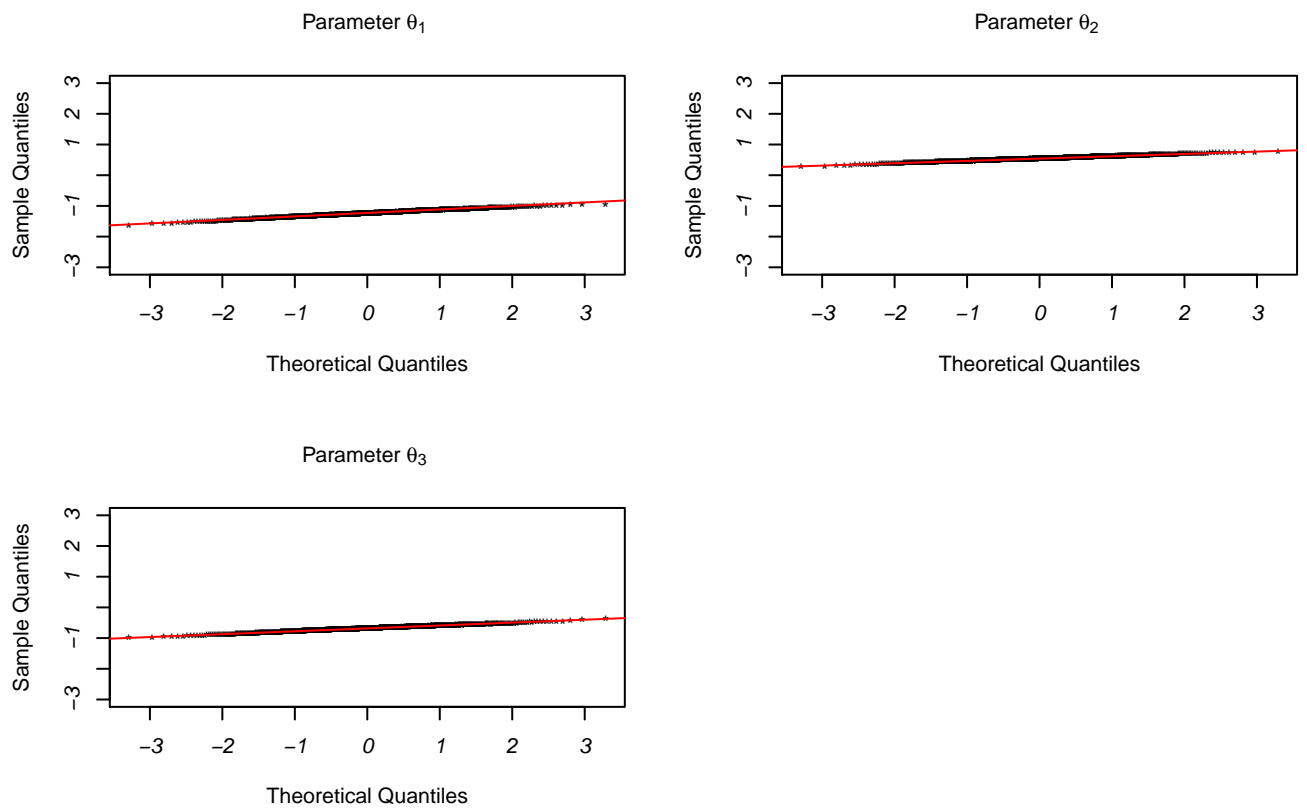 Parameter θ1
Sample Quantiles
3
2
1
−1
−3
−3 −2 −1 0 1 2 3
Theoretical Quantiles
Parameter θ2
Sample Quantiles
3
2
1
−1
−3
−3 −2 −1 0 1 2 3
Theoretical Quantiles
Parameter θ3
Sample Quantiles
3
2
1
−1
−3
−3 −2 −1 0 1 2 3
Theoretical Quantiles